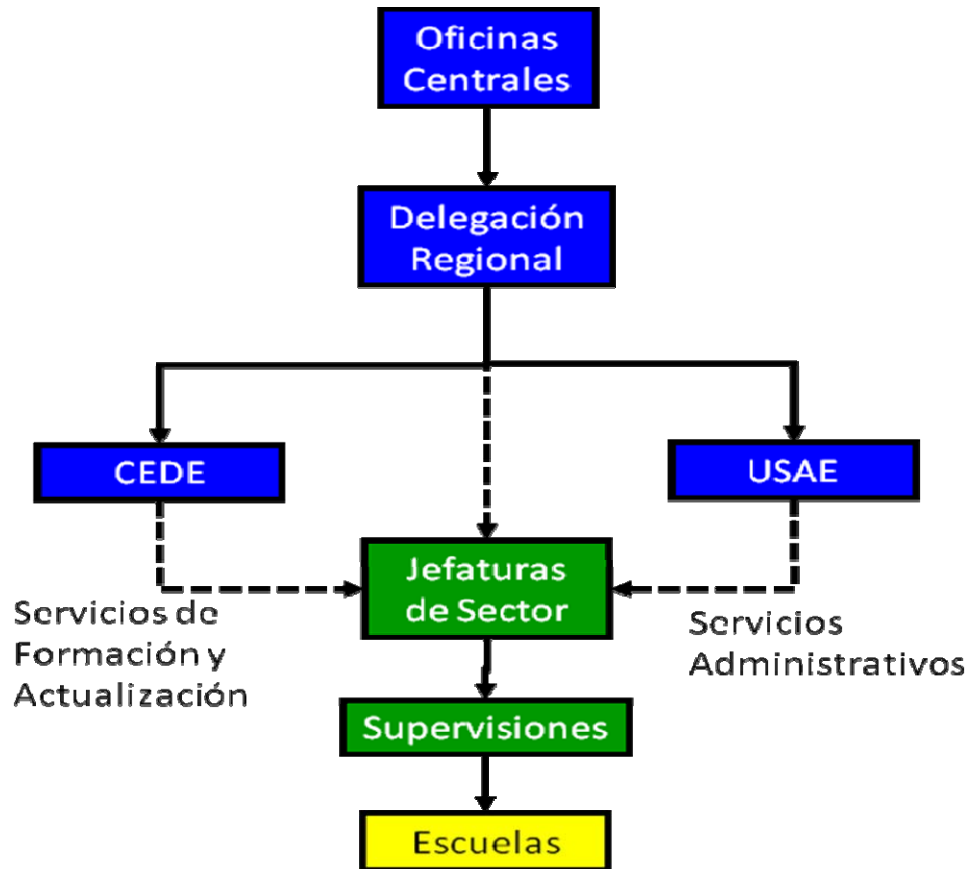 Oficinas
Centrales
Delegación
Regional
CEDE
USAE
Jefaturas
de Sector
Servicios de
Formación y
Actualización
Servicios
Administrativos
Supervisiones
Escuelas